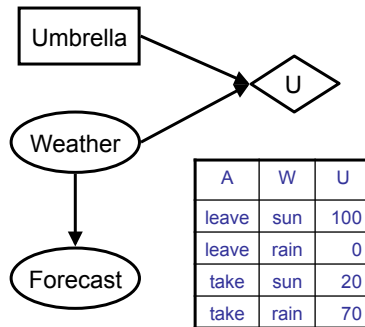 Umbrella
U
Weather
Forecast
A W U
leave sun 100
leave rain 0
take sun 20
take rain 70